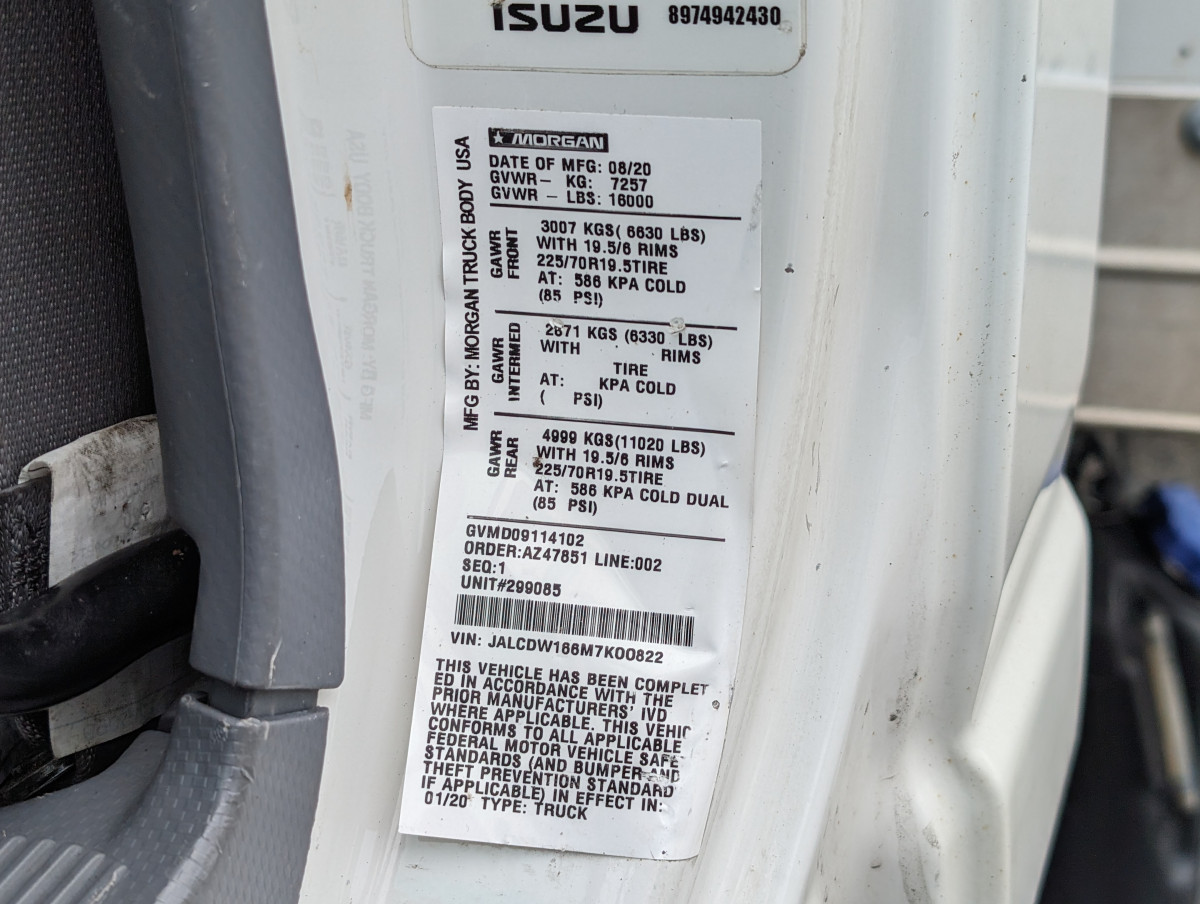 ISUZU 8974942430
MORGAN
MFG BY: MORGAN TRUCK BODY USA
DATE OF MFG: 08/20
GVWR- KG: 7257
GVWR - LBS: 16000
GAWR FRONT
3007 KGS( 6630 LBS)
WITH 19.5/6 RIMS
225/70R19.5TIRE
AT: 586 KPA COLD
(85 PSI)
GAWR INTERMED
2871 KGS (6330 LBS)
WITH RIMS
TIRE
AT: KPA COLD
( PSI)
GAWR REAR
4999 KGS(11020 LBS)
WITH 19.5/6 RIMS
225/70R19.5TIRE
AT: 586 KPA COLD DUAL
(85 PSI)
GVMD09114102
ORDER:AZ47851 LINE:002
SEQ:1
UNIT#299085
VIN: JALCDW166M7K00822
THIS VEHICLE HAS BEEN COMPLET
ED IN ACCORDANCE WITH THE
PRIOR MANUFACTURERS' IVD
WHERE APPLICABLE. THIS VEHIC
CONFORMS TO ALL APPLICABLE
FEDERAL MOTOR VEHICLE SAFE
STANDARDS (AND BUMPER AND
THEFT PREVENTION STANDARD
IF APPLICABLE) IN EFFECT IN:
01/20 TYPE: TRUCK